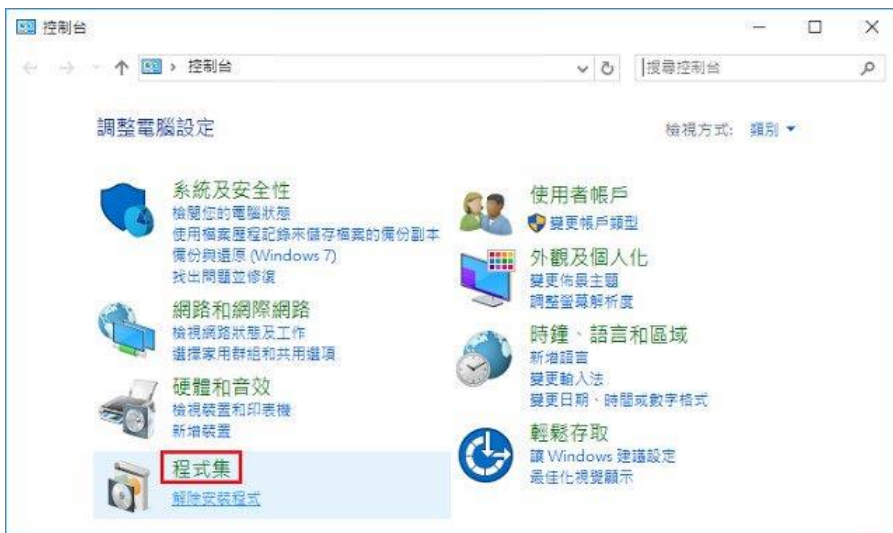 控制台
控制台
搜尋控制台
調整電腦設定
檢視方式: 類別
系統及安全性
檢閱您的電腦狀態
使用檔案歷程記錄來儲存檔案的備份副本
備份與還原 (Windows 7)
找出問題並修復
網路和網際網路
檢視網路狀態及工作
選擇家用群組和共用選項
硬體和音效
檢視裝置和印表機
新增裝置
程式集
解除安裝程式
使用者帳戶
變更帳戶類型
外觀及個人化
變更佈景主題
調整螢幕解析度
時鐘、語言和區域
新增語言
變更輸入法
變更日期、時間或數字格式
輕鬆存取
讓 Windows 建議設定
最佳化視覺顯示